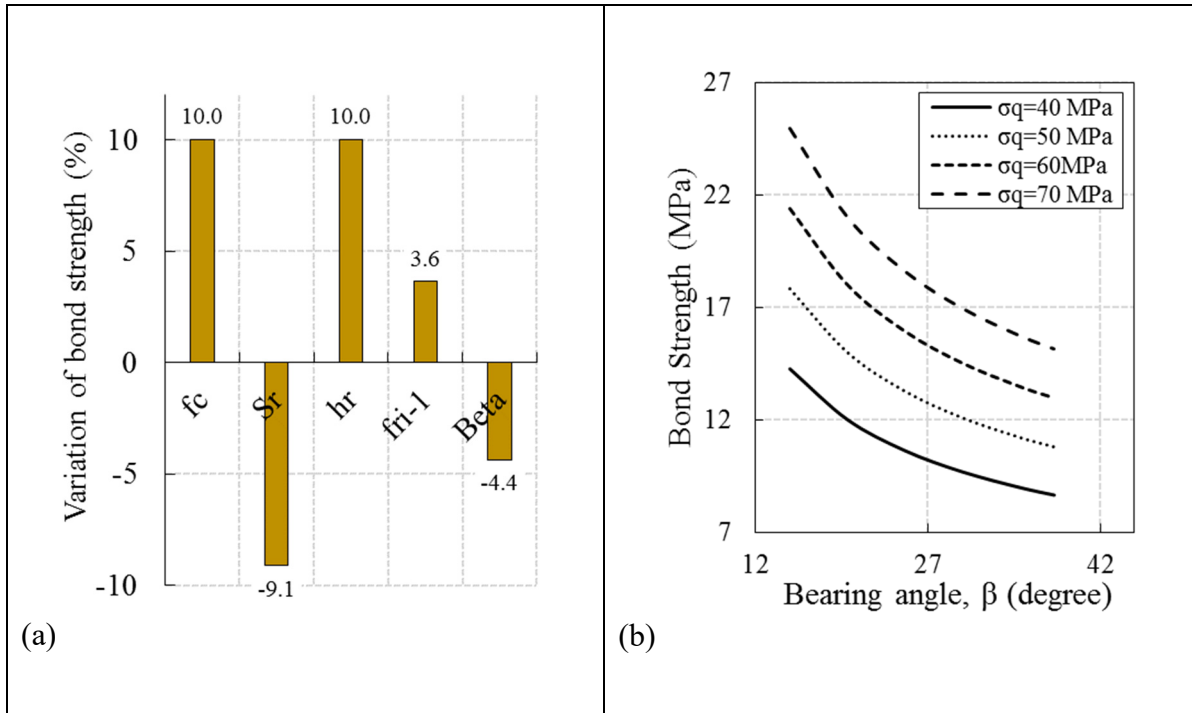 Variation of bond strength (%)
10
5
0
-5
-10
10.0
-9.1
10.0
3.6
-4.4
fc
Sr
hr
fri-1
Beta
(a)
Bond Strength (MPa)
27
22
17
12
7
σq=40 MPa
σq=50 MPa
σq=60MPa
σq=70 MPa
12
27
42
Bearing angle, β (degree)
(b)